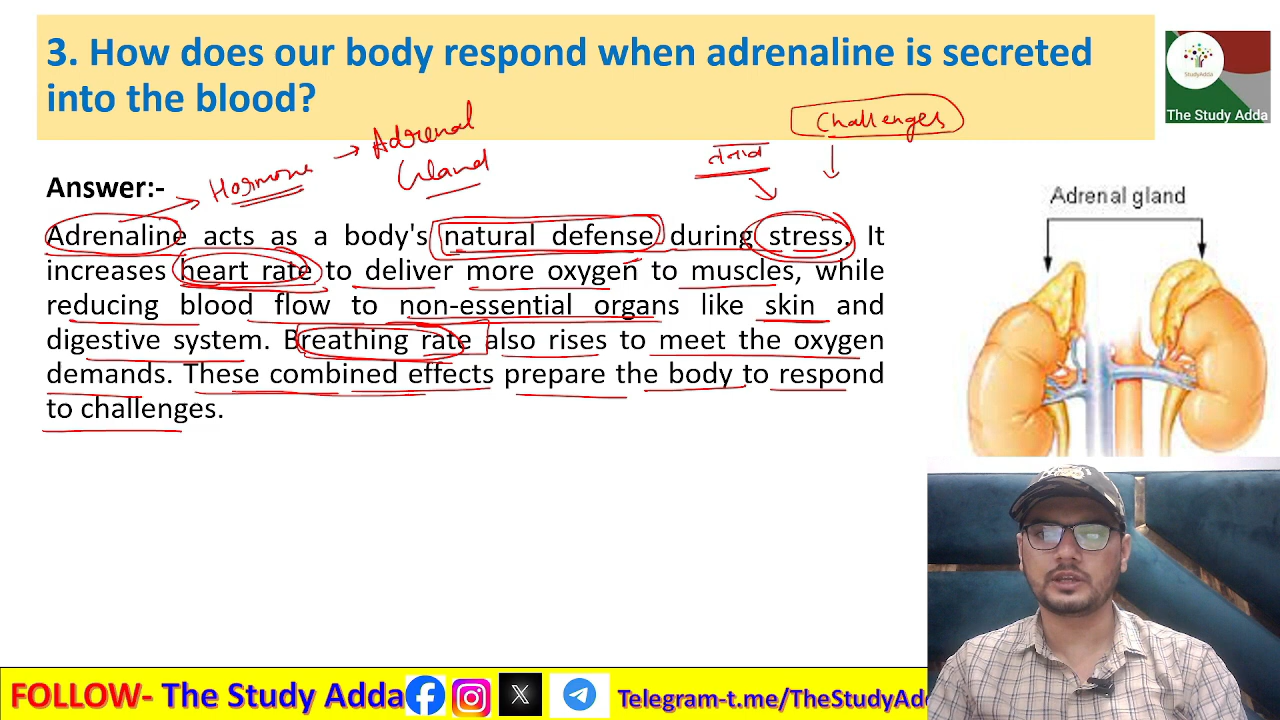 3. How does our body respond when adrenaline is secreted
into the blood?
StudyAdda
The Study Adda
Challenges
Adrenal
Gland
Hormone
तनाव
Answer:-
Adrenaline acts as a body's natural defense during stress. It
increases heart rate to deliver more oxygen to muscles, while
reducing blood flow to non-essential organs like skin and
digestive system. Breathing rate also rises to meet the oxygen
demands. These combined effects prepare the body to respond
to challenges.
Adrenal gland
FOLLOW- The Study Adda
Telegram-t.me/TheStudyAdd